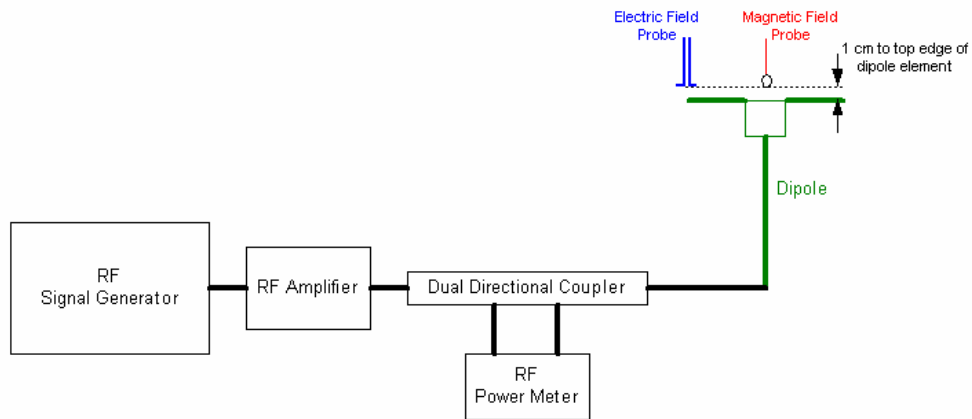 Electric Field
Probe
Magnetic Field
Probe
1 cm to top edge of
dipole element
Dipole
RF
Signal Generator
RF Amplifier
Dual Directional Coupler
RF
Power Meter